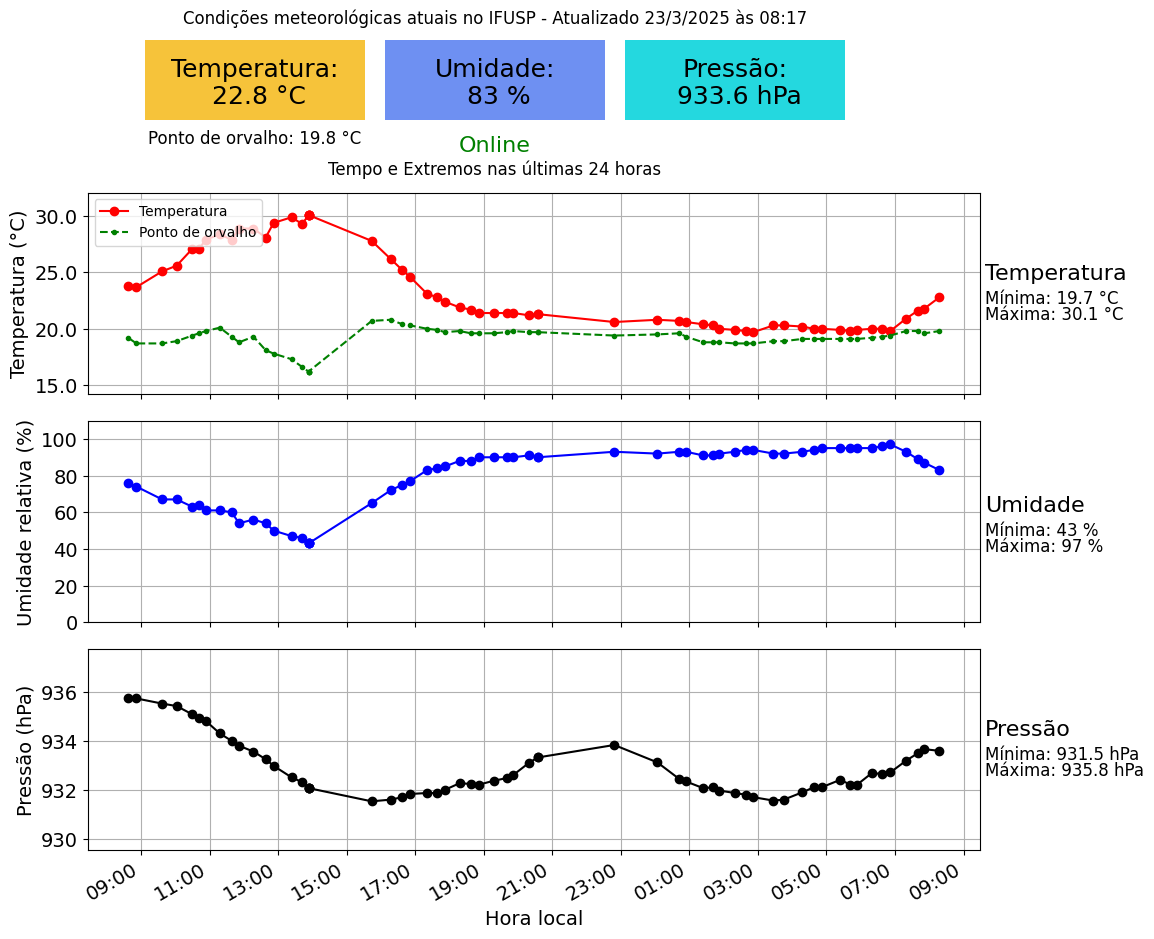 Condições meteorológicas atuais no IFUSP - Atualizado 23/3/2025 às 08:17
Temperatura:
22.8 °C
Umidade:
83 %
Pressão:
933.6 hPa
Ponto de orvalho: 19.8 °C
Online
Tempo e Extremos nas últimas 24 horas
Temperatura (°C)
30.0
25.0
20.0
15.0
Temperatura
Ponto de orvalho
Temperatura
Mínima: 19.7 °C
Máxima: 30.1 °C
Umidade relativa (%)
100
80
60
40
20
0
Umidade
Mínima: 43 %
Máxima: 97 %
Pressão (hPa)
936
934
932
930
Pressão
Mínima: 931.5 hPa
Máxima: 935.8 hPa
09:00 11:00 13:00 15:00 17:00 19:00 21:00 23:00 01:00 03:00 05:00 07:00 09:00
Hora local